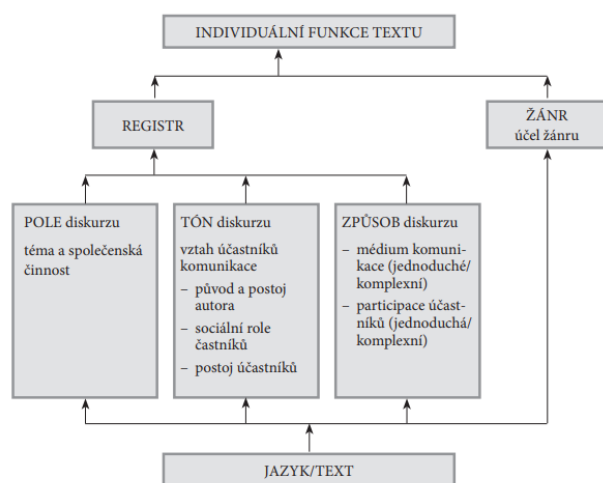 INDIVIDUÁLNÍ FUNKCE TEXTU
REGISTR
ŽÁNR
účel žánru
POLE diskurzu
téma a společenská
činnost
TÓN diskurzu
vztah účastníků
komunikace
– původ a postoj
autora
– sociální role
častníků
– postoj účastníků
ZPŮSOB diskurzu
– médium komuni-
kace (jednoduché/
komplexní)
– participace účast-
níků (jednoduchá/
komplexní)
JAZYK/TEXT